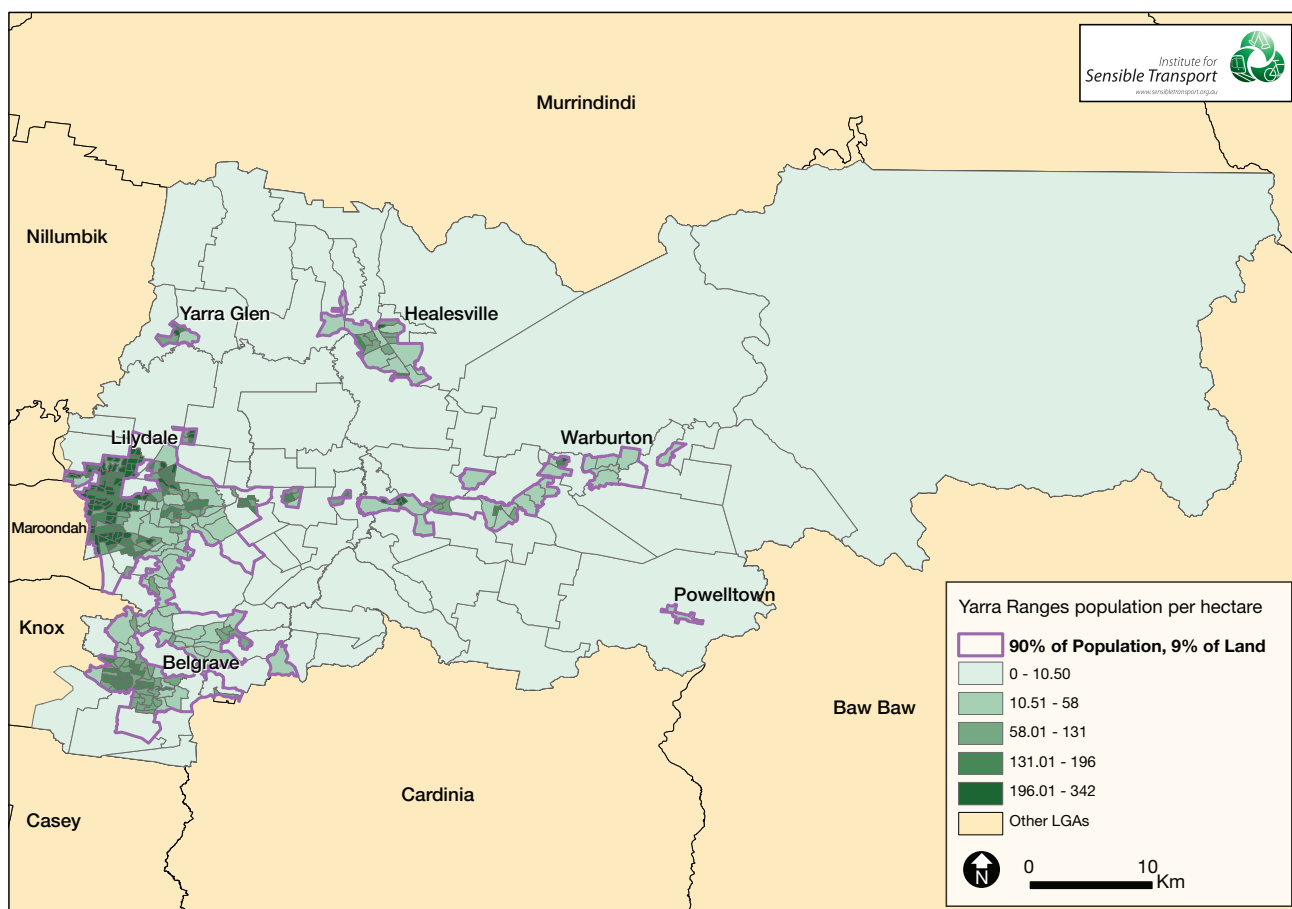 Institute for
Sensible Transport
www.sensibletransport.org.au
Murrindindi
Nillumbik
Yarra Glen
Healesville
Lilydale
Warburton
Maroondah
Powelltown
Knox
Belgrave
Baw Baw
Cardinia
Casey
Yarra Ranges population per hectare
90% of Population, 9% of Land
0 - 10.50
10.51 - 58
58.01 - 131
131.01 - 196
196.01 - 342
Other LGAs
N
0 10
Km